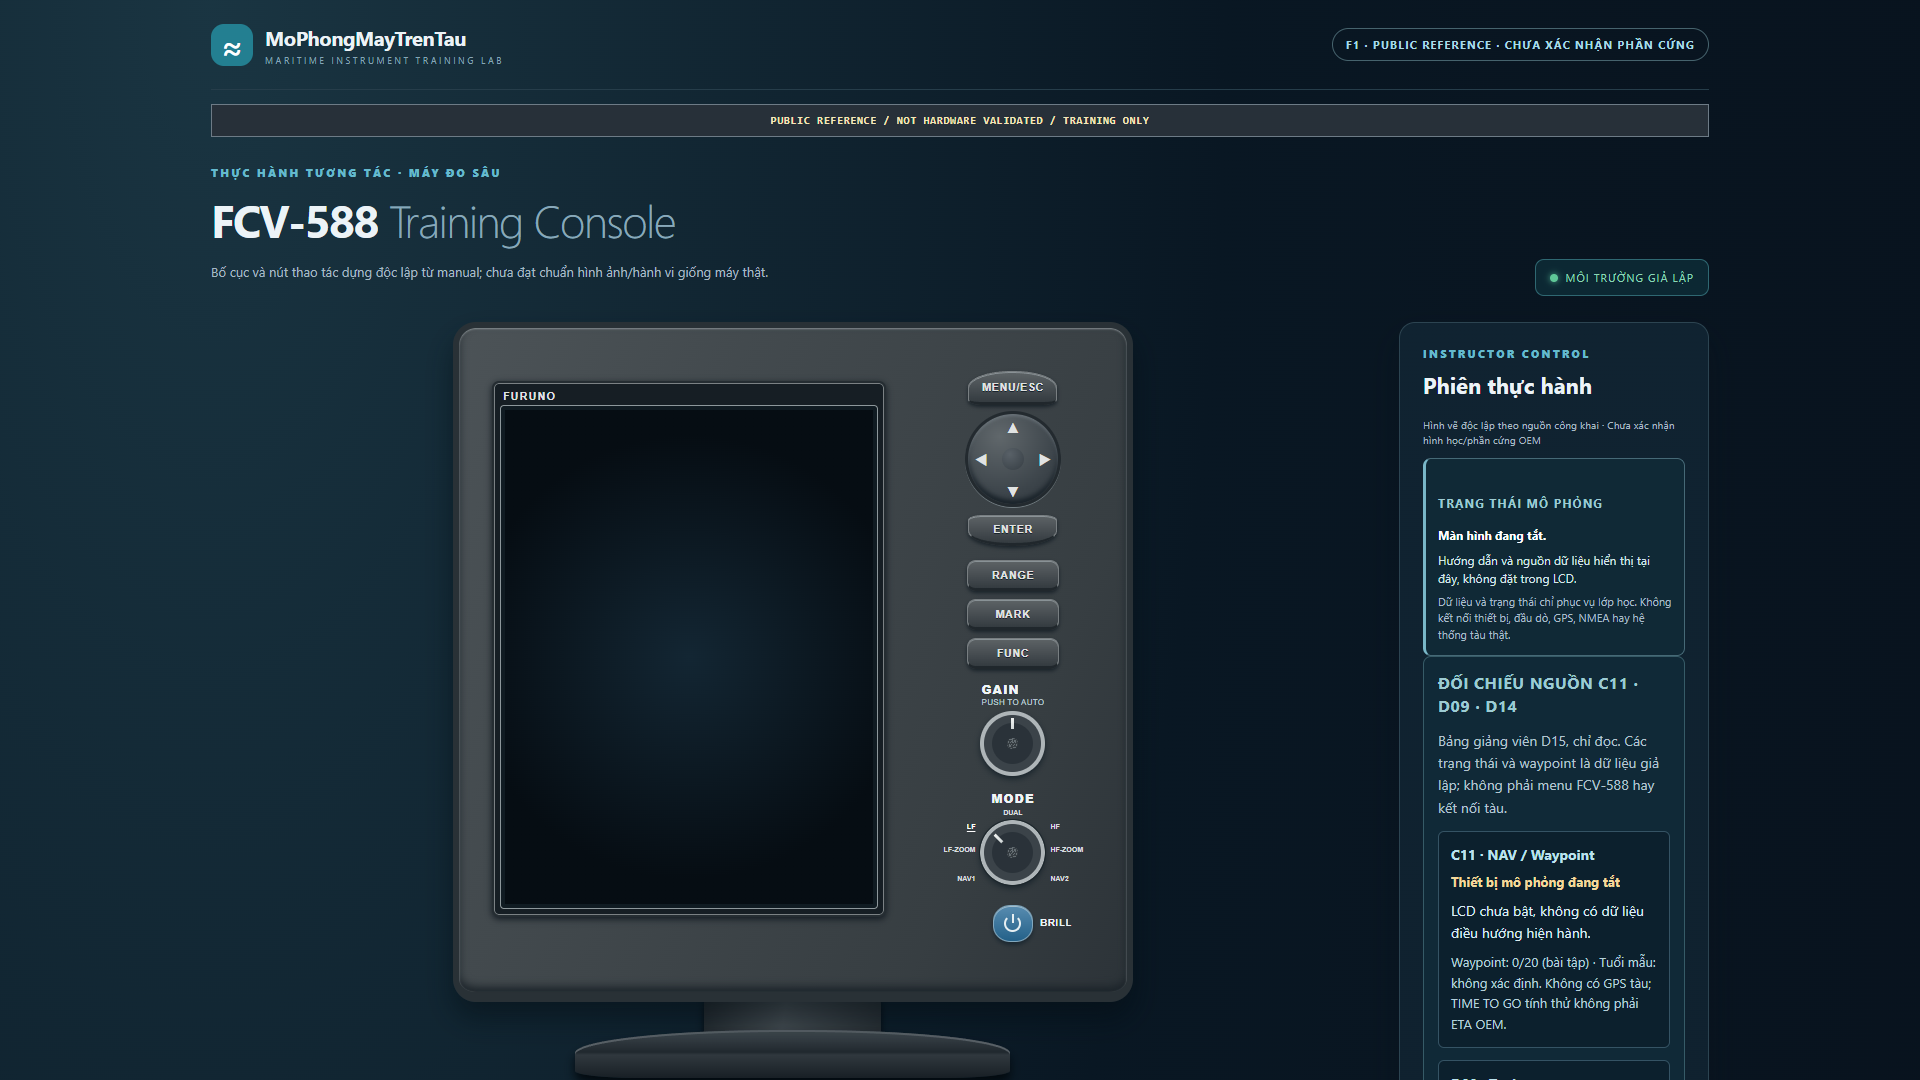 MoPhongMayTrenTau
MARITIME INSTRUMENT TRAINING LAB
F1 · PUBLIC REFERENCE · CHƯA XÁC NHẬN PHẦN CỨNG
PUBLIC REFERENCE / NOT HARDWARE VALIDATED / TRAINING ONLY
THỰC HÀNH TƯƠNG TÁC · MÁY ĐO SÂU
FCV-588 Training Console
Bố cục và nút thao tác dựng độc lập từ manual; chưa đạt chuẩn hình ảnh/hành vi giống máy thật.
MÔI TRƯỜNG GIẢ LẬP
FURUNO
MENU/ESC
ENTER
RANGE
MARK
FUNC
GAIN
PUSH TO AUTO
MODE
DUAL
LF
HF
LF-ZOOM
HF-ZOOM
NAV1
NAV2
BRILL
INSTRUCTOR CONTROL
Phiên thực hành
Hình vẽ độc lập theo nguồn công khai · Chưa xác nhận
hình học/phần cứng OEM
TRẠNG THÁI MÔ PHỎNG
Màn hình đang tắt.
Hướng dẫn và nguồn dữ liệu hiển thị tại
đây, không đặt trong LCD.
Dữ liệu và trạng thái chỉ phục vụ lớp học. Không
kết nối thiết bị, đầu dò, GPS, NMEA hay hệ
thống tàu thật.
ĐỐI CHIẾU NGUỒN C11 ·
D09 · D14
Bảng giảng viên D15, chỉ đọc. Các
trạng thái và waypoint là dữ liệu giả
lập; không phải menu FCV-588 hay
kết nối tàu.
C11 · NAV / Waypoint
Thiết bị mô phỏng đang tắt
LCD chưa bật, không có dữ liệu
điều hướng hiện hành.
Waypoint: 0/20 (bài tập) · Tuổi mẫu:
không xác định. Không có GPS tàu;
TIME TO GO tính thử không phải
ETA OEM.